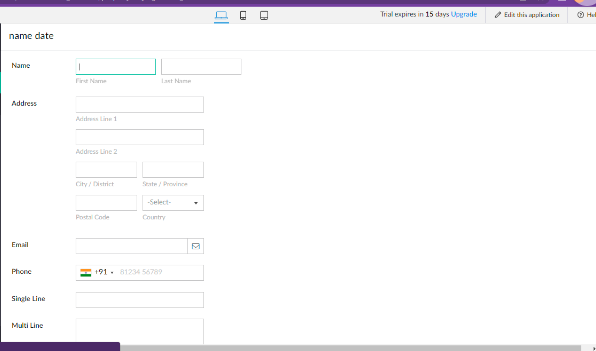 Trial expires in 15 days Upgrade
Edit this application
Hel
name date
Name
First Name
Last Name
Address
Address Line 1
Address Line 2
City / District
State / Province
-Select-
Postal Code
Country
Email
Phone
+91
81234 56789
Single Line
Multi Line